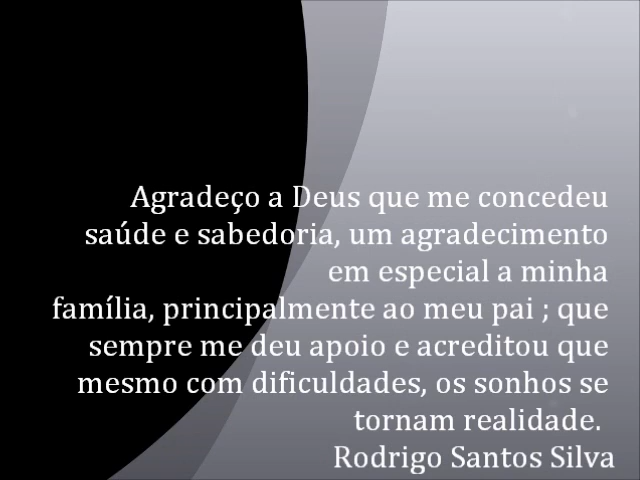 Agradeço a Deus que me concedeu
saúde e sabedoria, um agradecimento
em especial a minha
família, principalmente ao meu pai ; que
sempre me deu apoio e acreditou que
mesmo com dificuldades, os sonhos se
tornam realidade.
Rodrigo Santos Silva